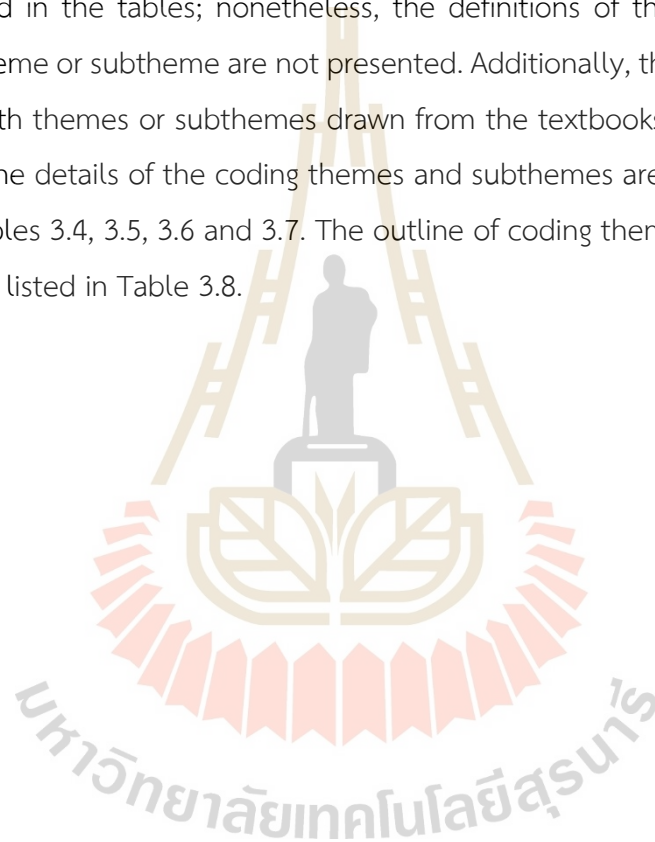 d in the tables; nonetheless, the definitions of th
eme or subtheme are not presented. Additionally, th
th themes or subthemes drawn from the textbooks
ne details of the coding themes and subthemes are
oles 3.4, 3.5, 3.6 and 3.7. The outline of coding them
listed in Table 3.8.
มหาวิทยาลัยเทคโนโลยีสุรนารี